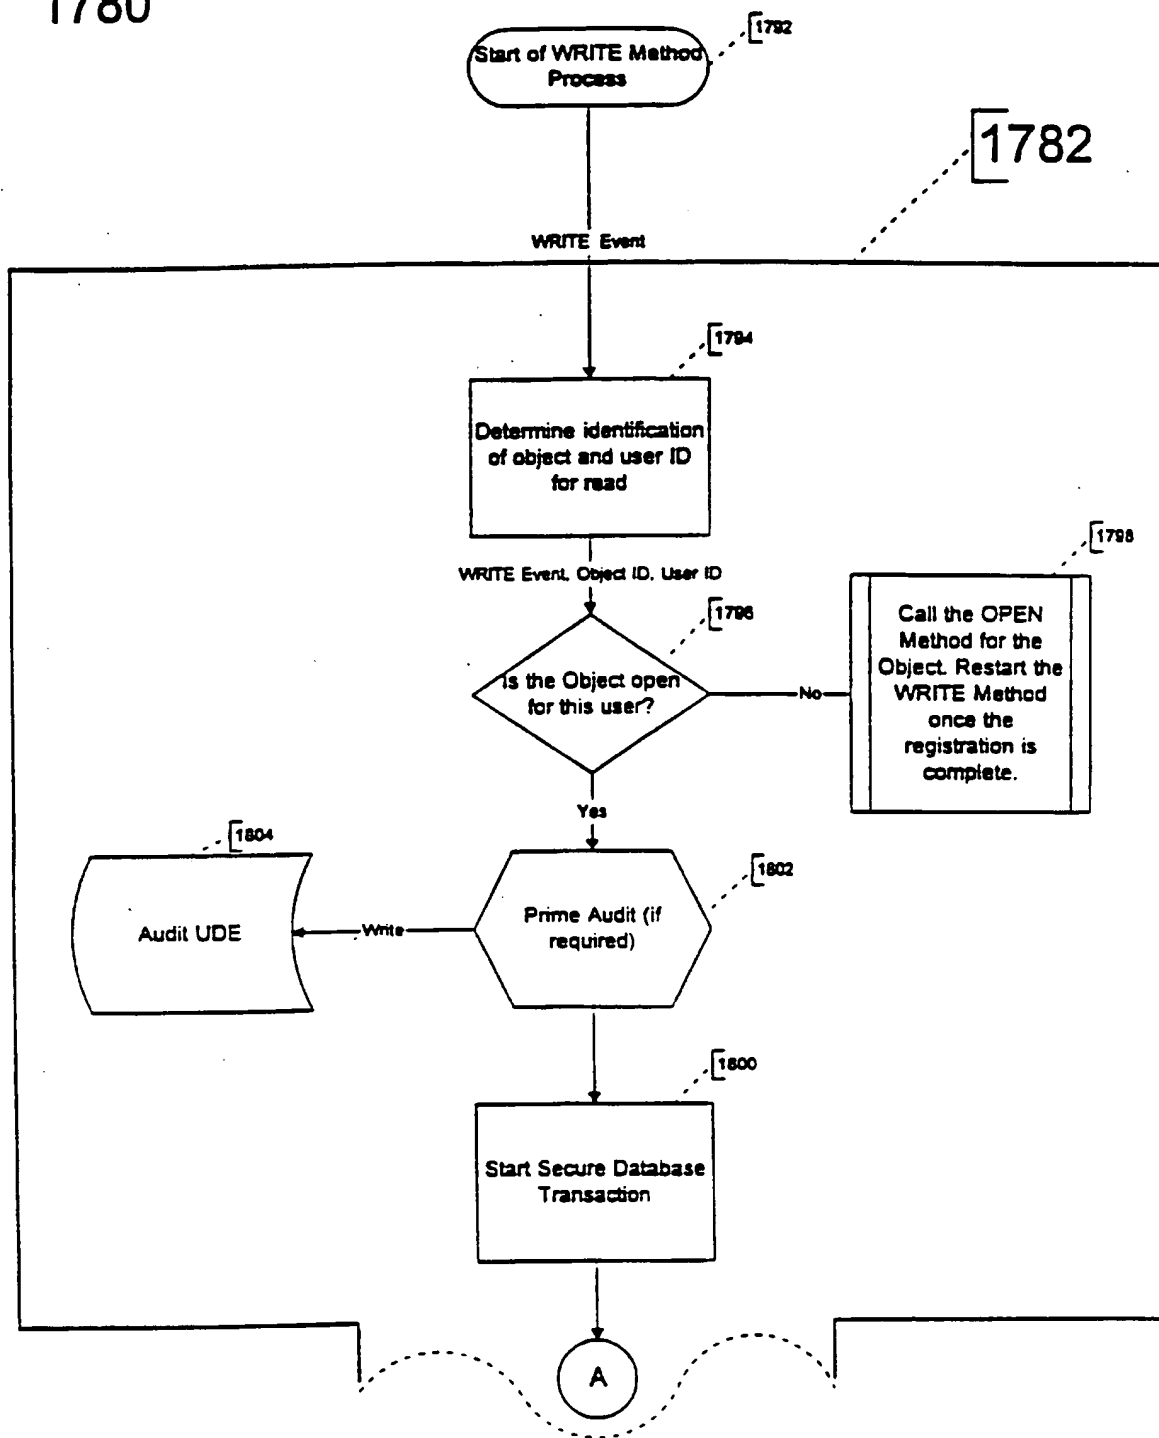 1780
1792
Start of WRITE Method
Process
1782
WRITE Event
1794
Determine identification
of object and user ID
for read
WRITE Event, Object ID, User ID
1796
1798
Is the Object open
for this user?
No
Call the OPEN
Method for the
Object. Restart the
WRITE Method
once the
registration is
complete.
Yes
1804
1802
Audit UDE
Write
Prime Audit (if
required)
1800
Start Secure Database
Transaction
A